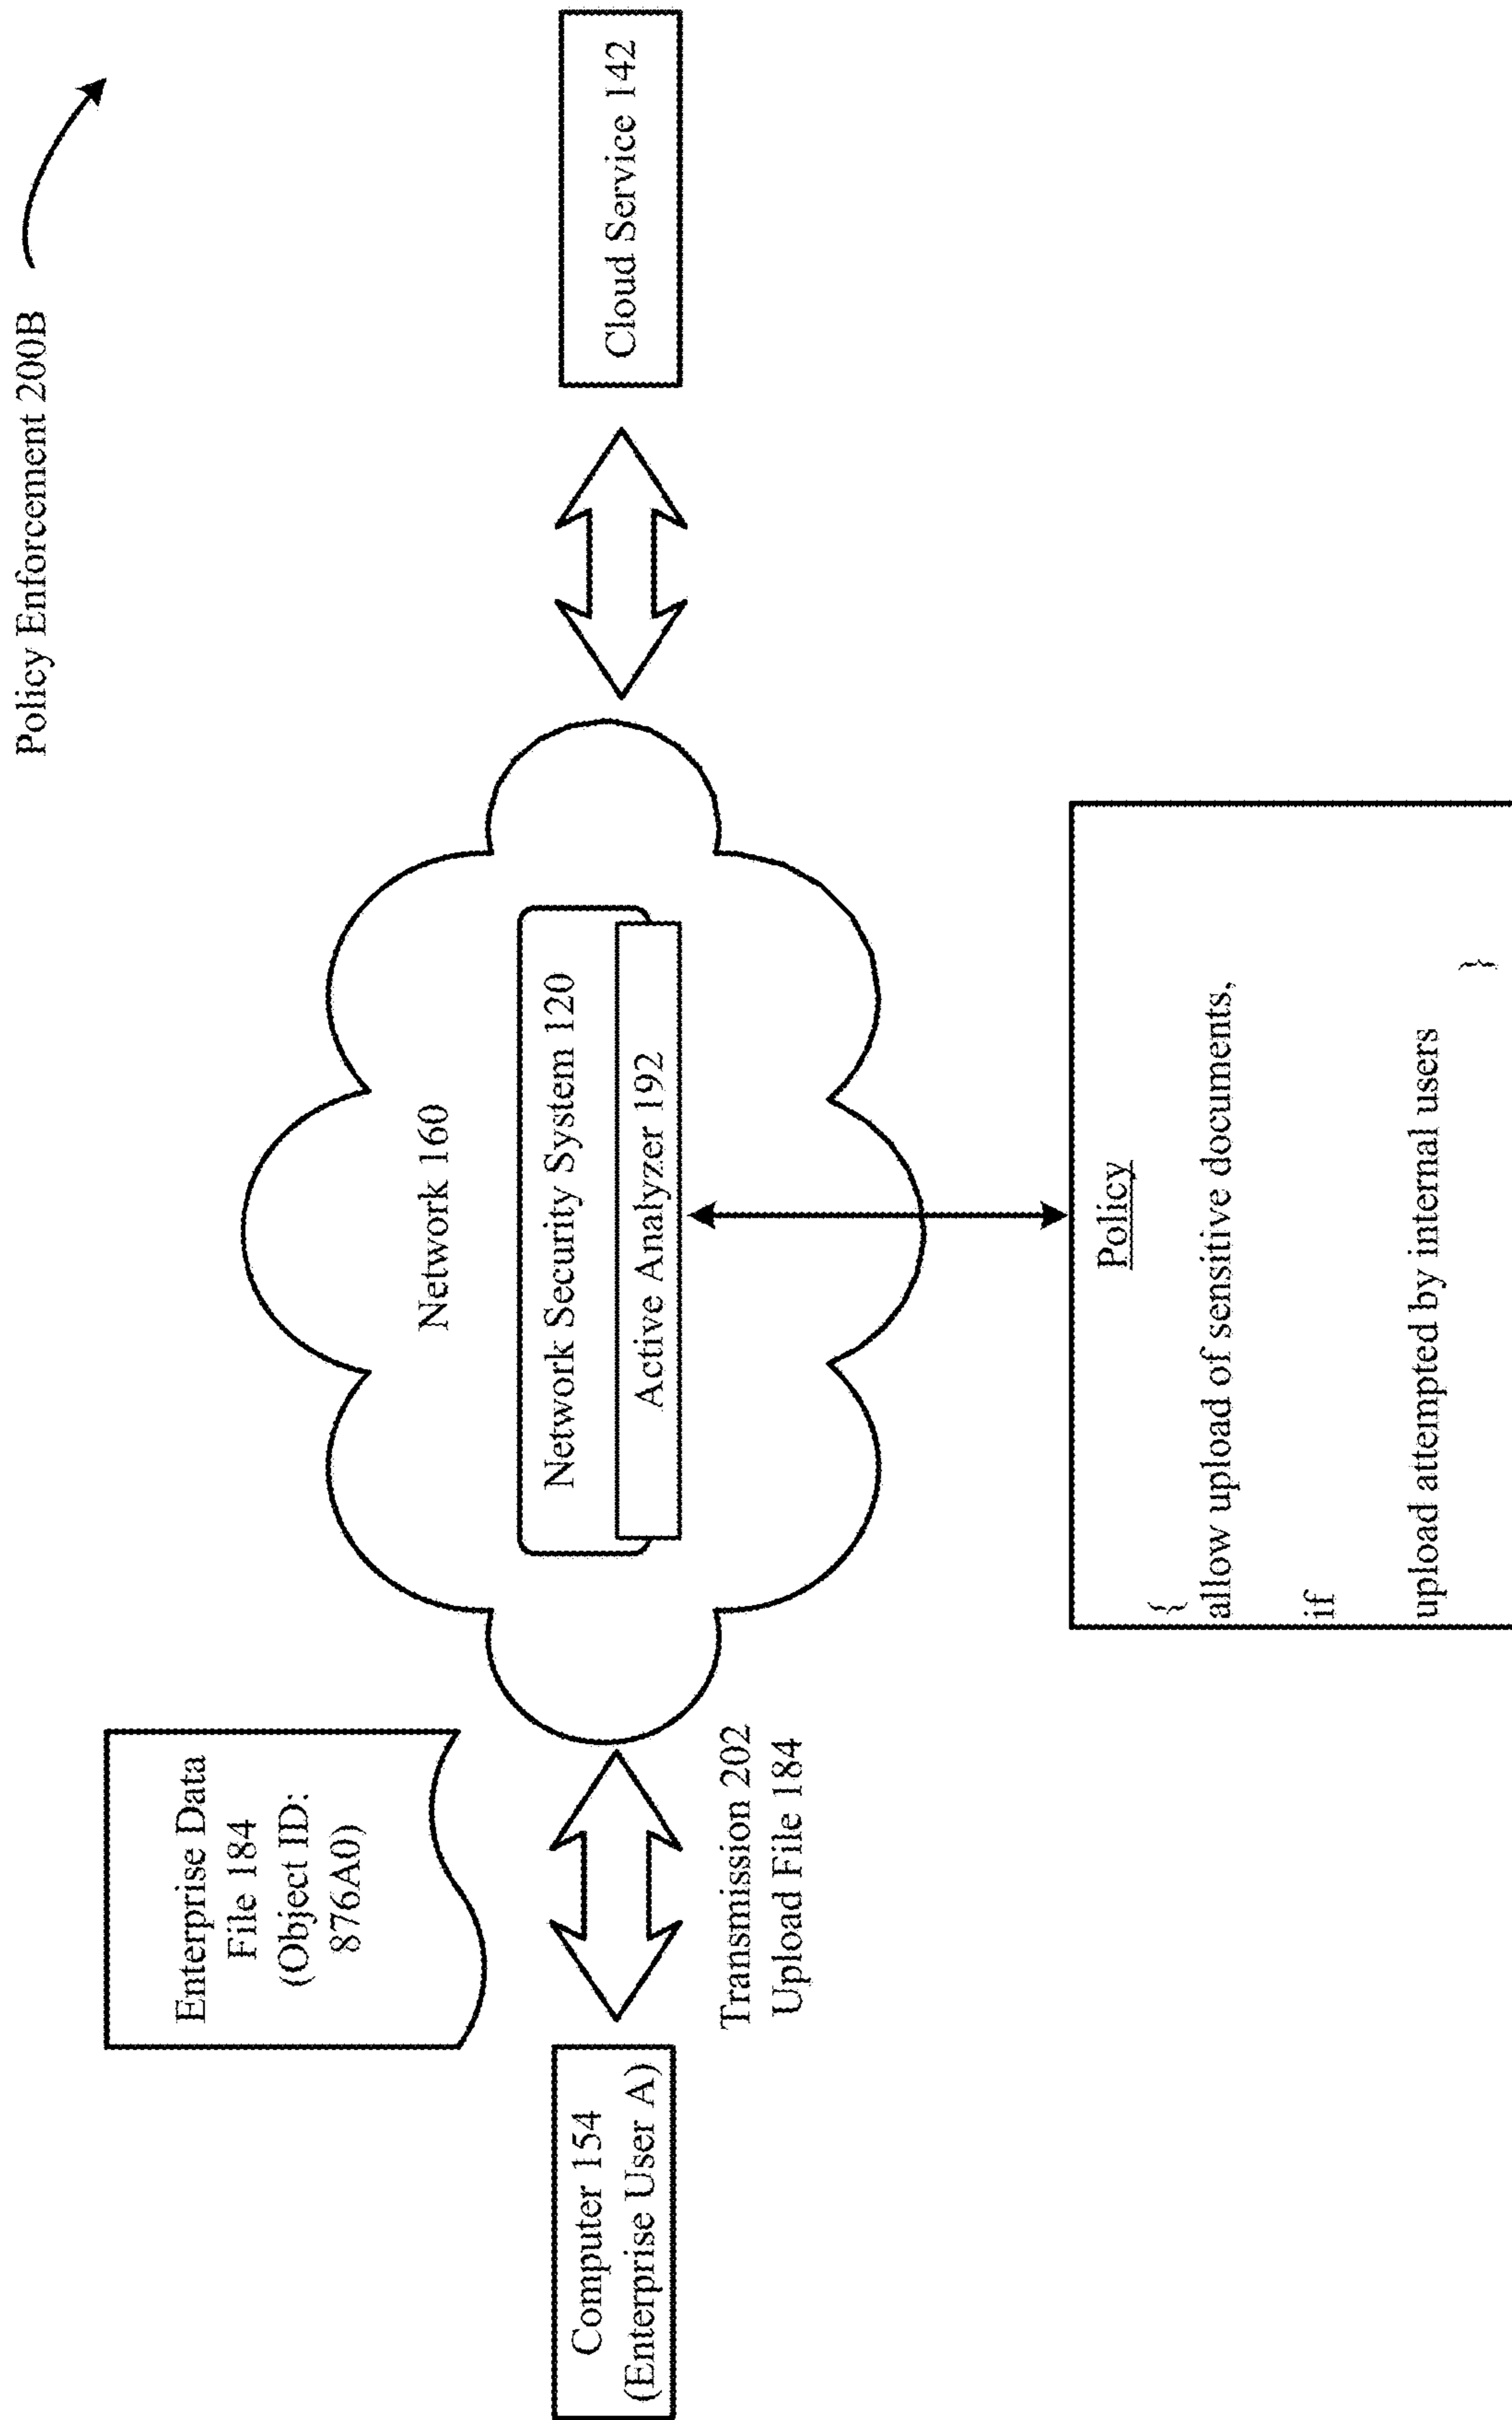 Policy Enforcement 200B
Enterprise Data
File 184
(Object ID:
876A0)
Computer 154
(Enterprise User A)
Transmission 202
Upload File 184
Network 160
Network Security System 120
Active Analyzer 192
Cloud Service 142
Policy
{
allow upload of sensitive documents,
if
upload attempted by internal users
}